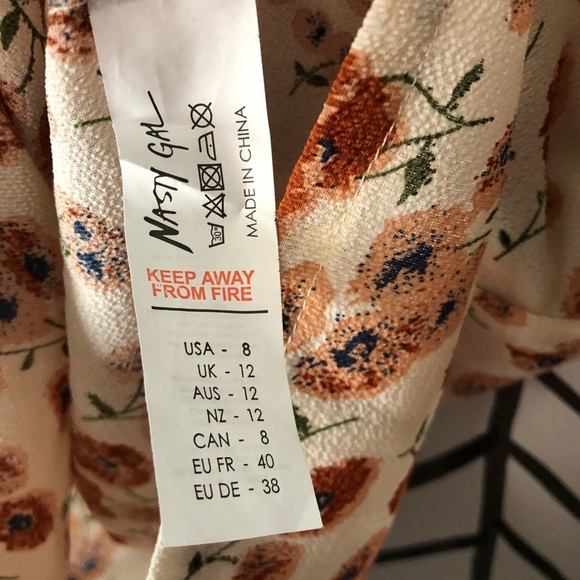 NASTY GAL
30°
MADE IN CHINA
KEEP AWAY
FROM FIRE
USA - 8
UK - 12
AUS - 12
NZ - 12
CAN - 8
EU FR - 40
EU DE - 38